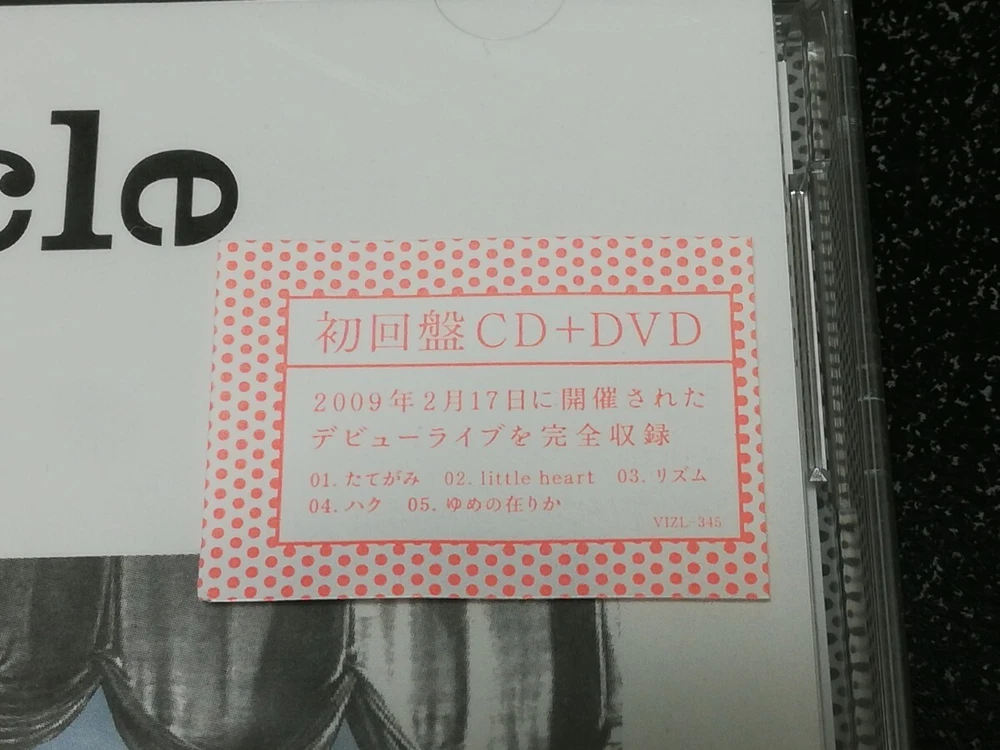 cle
初回盤CD+DVD
2009年2月17日に開催された
デビューライブを完全収録
01. たてがみ 02. little heart 03. リズム
04. ハク 05. ゆめの在りか
VIZL-345